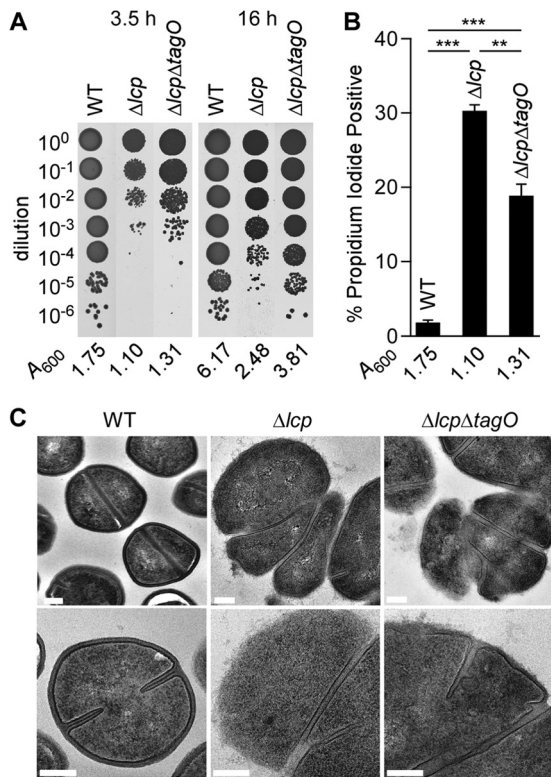 A
3.5 h
16 h
WT
Δlcp
ΔlcpΔtagO
WT
Δlcp
ΔlcpΔtagO
dilution
10⁰
10⁻¹
10⁻²
10⁻³
10⁻⁴
10⁻⁵
10⁻⁶
A₆₀₀
1.75
1.10
1.31
6.17
2.48
3.81
B
% Propidium Iodide Positive
40
30
20
10
0
***
***
**
WT
Δlcp
ΔlcpΔtagO
A₆₀₀
1.75
1.10
1.31
C
WT
Δlcp
ΔlcpΔtagO